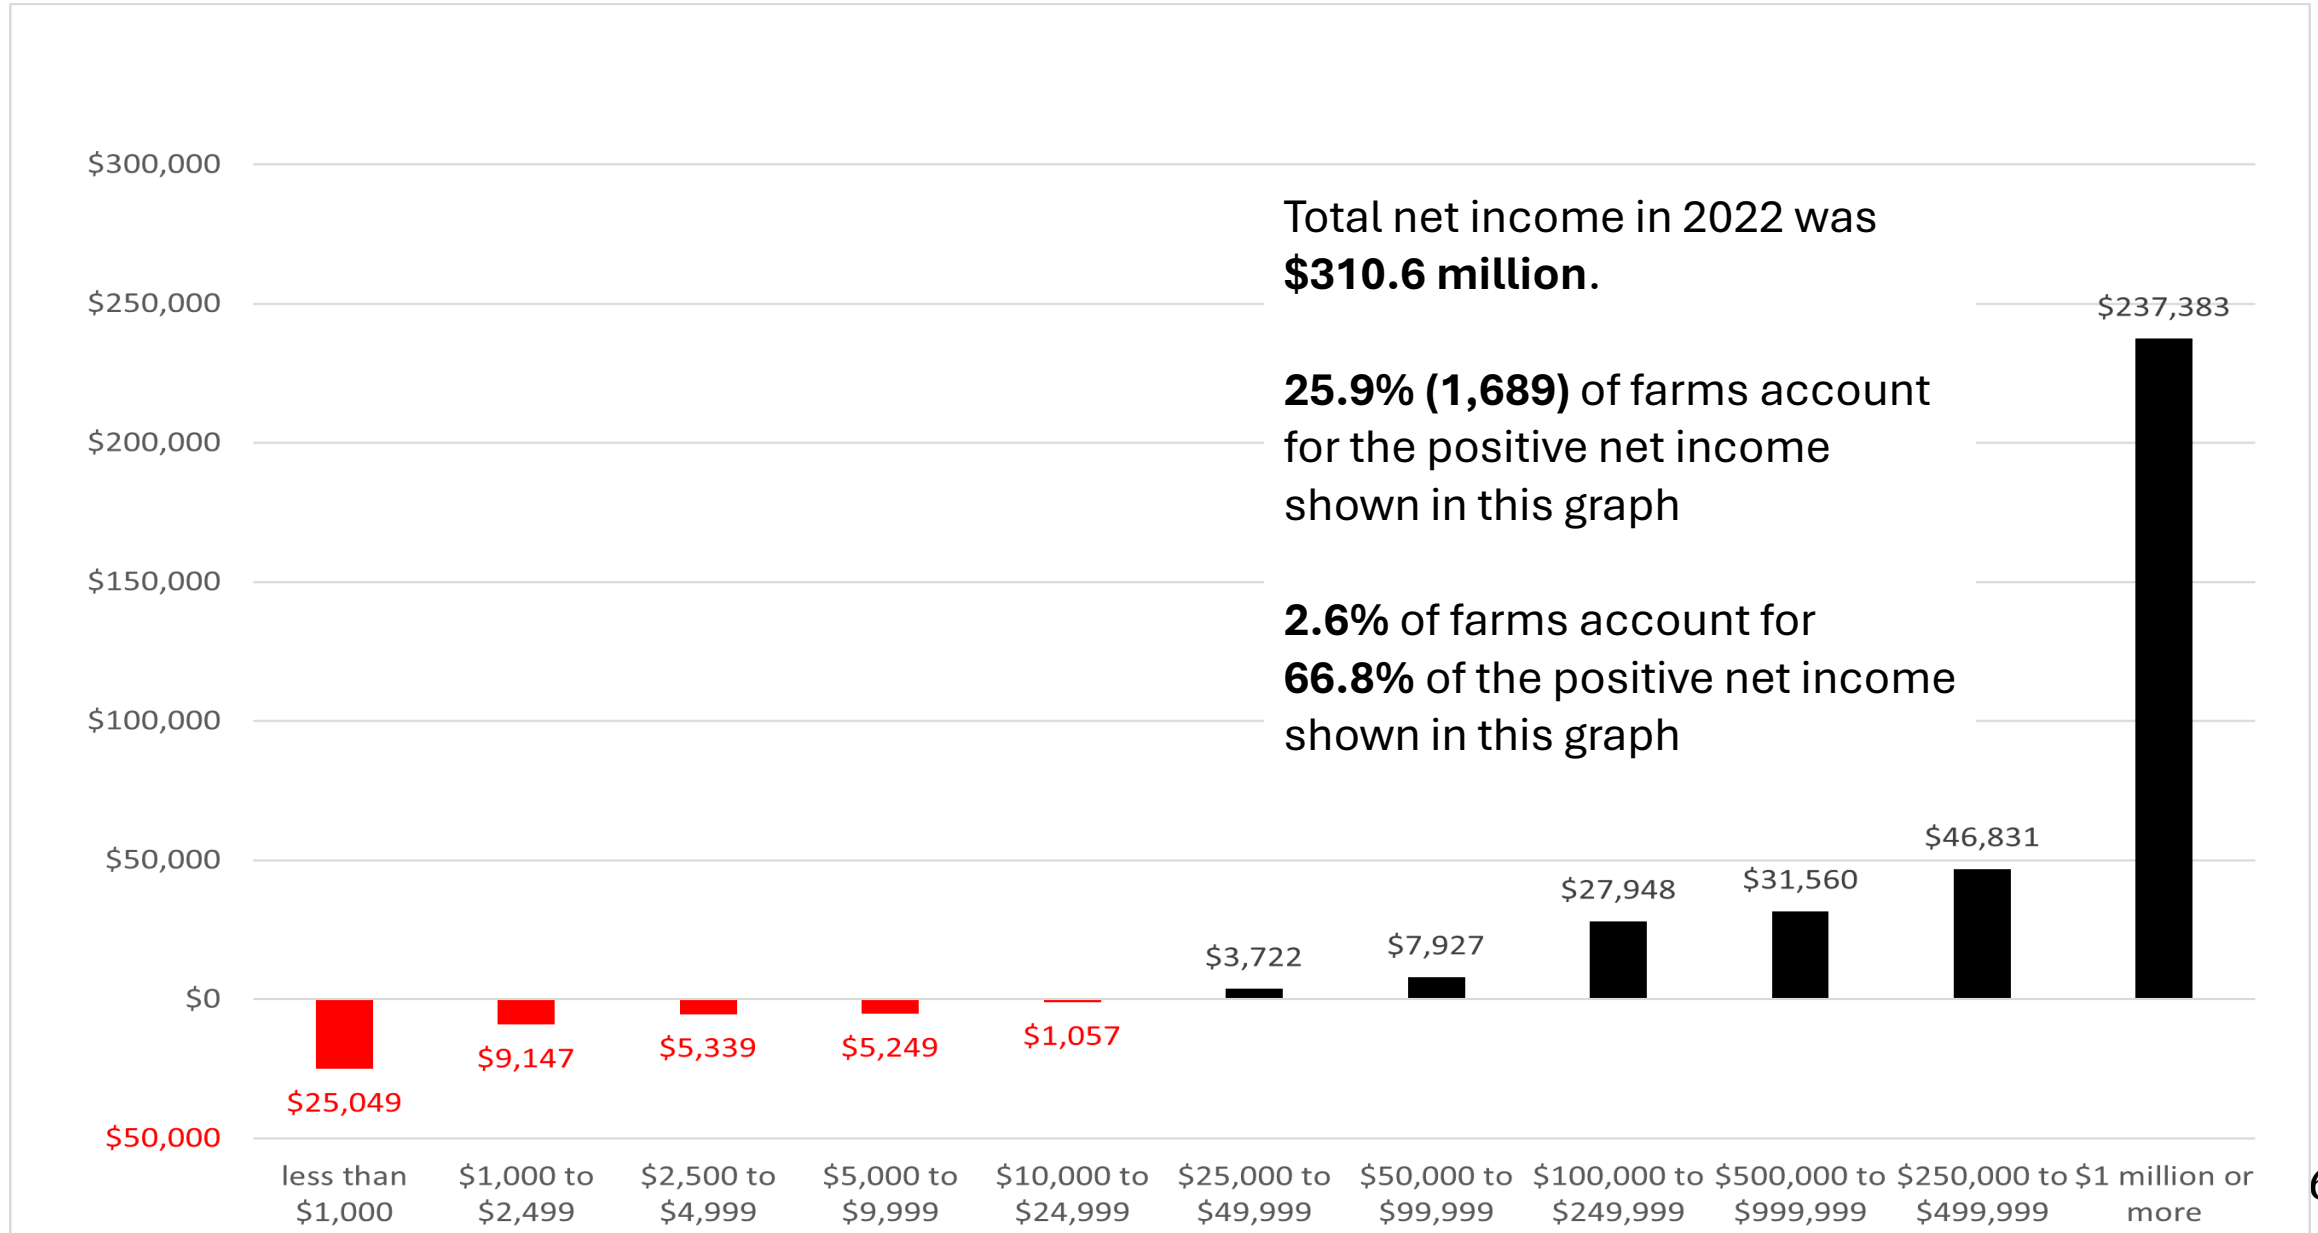 $300,000
Total net income in 2022 was
$310.6 million.
$250,000
$237,383
25.9% (1,689) of farms account
for the positive net income
shown in this graph
$200,000
$150,000
2.6% of farms account for
66.8% of the positive net income
shown in this graph
$100,000
$50,000
$46,831
$31,560
$27,948
$7,927
$3,722
$0
$1,057
$5,249
$5,339
$9,147
$25,049
$50,000
less than
$1,000
$1,000 to
$2,499
$2,500 to
$4,999
$5,000 to
$9,999
$10,000 to
$24,999
$25,000 to
$49,999
$50,000 to
$99,999
$100,000 to
$249,999
$500,000 to
$999,999
$250,000 to
$499,999
$1 million or
more